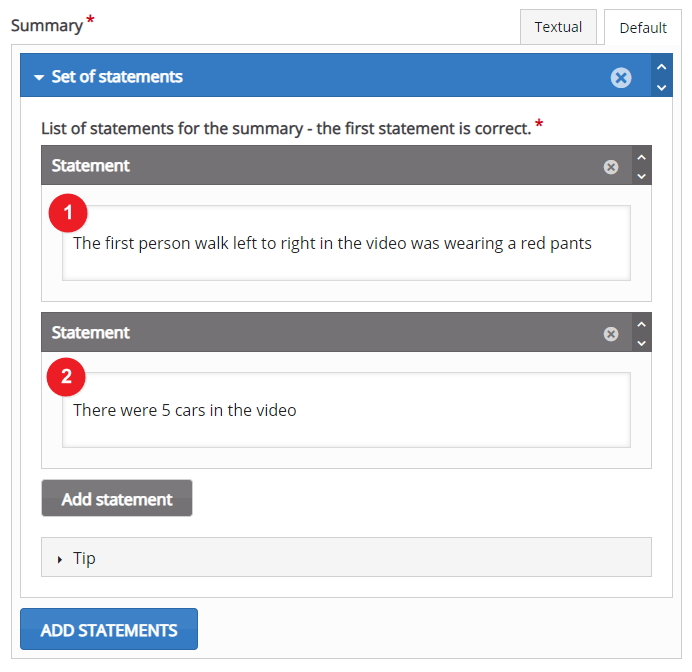 Summary*
Textual
Default
Set of statements
List of statements for the summary - the first statement is correct. *
Statement
1
The first person walk left to right in the video was wearing a red pants
Statement
2
There were 5 cars in the video
Add statement
Tip
ADD STATEMENTS